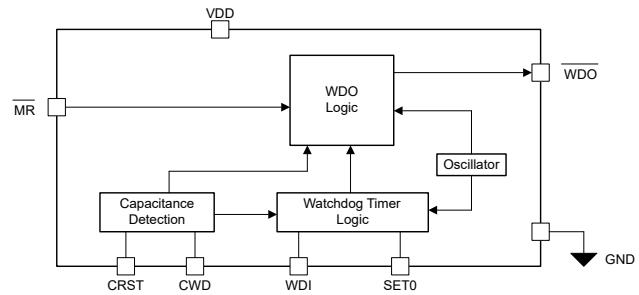 VDD
MR
WDO
Logic
WDO
Oscillator
Capacitance
Detection
Watchdog Timer
Logic
GND
CRST
CWD
WDI
SET0